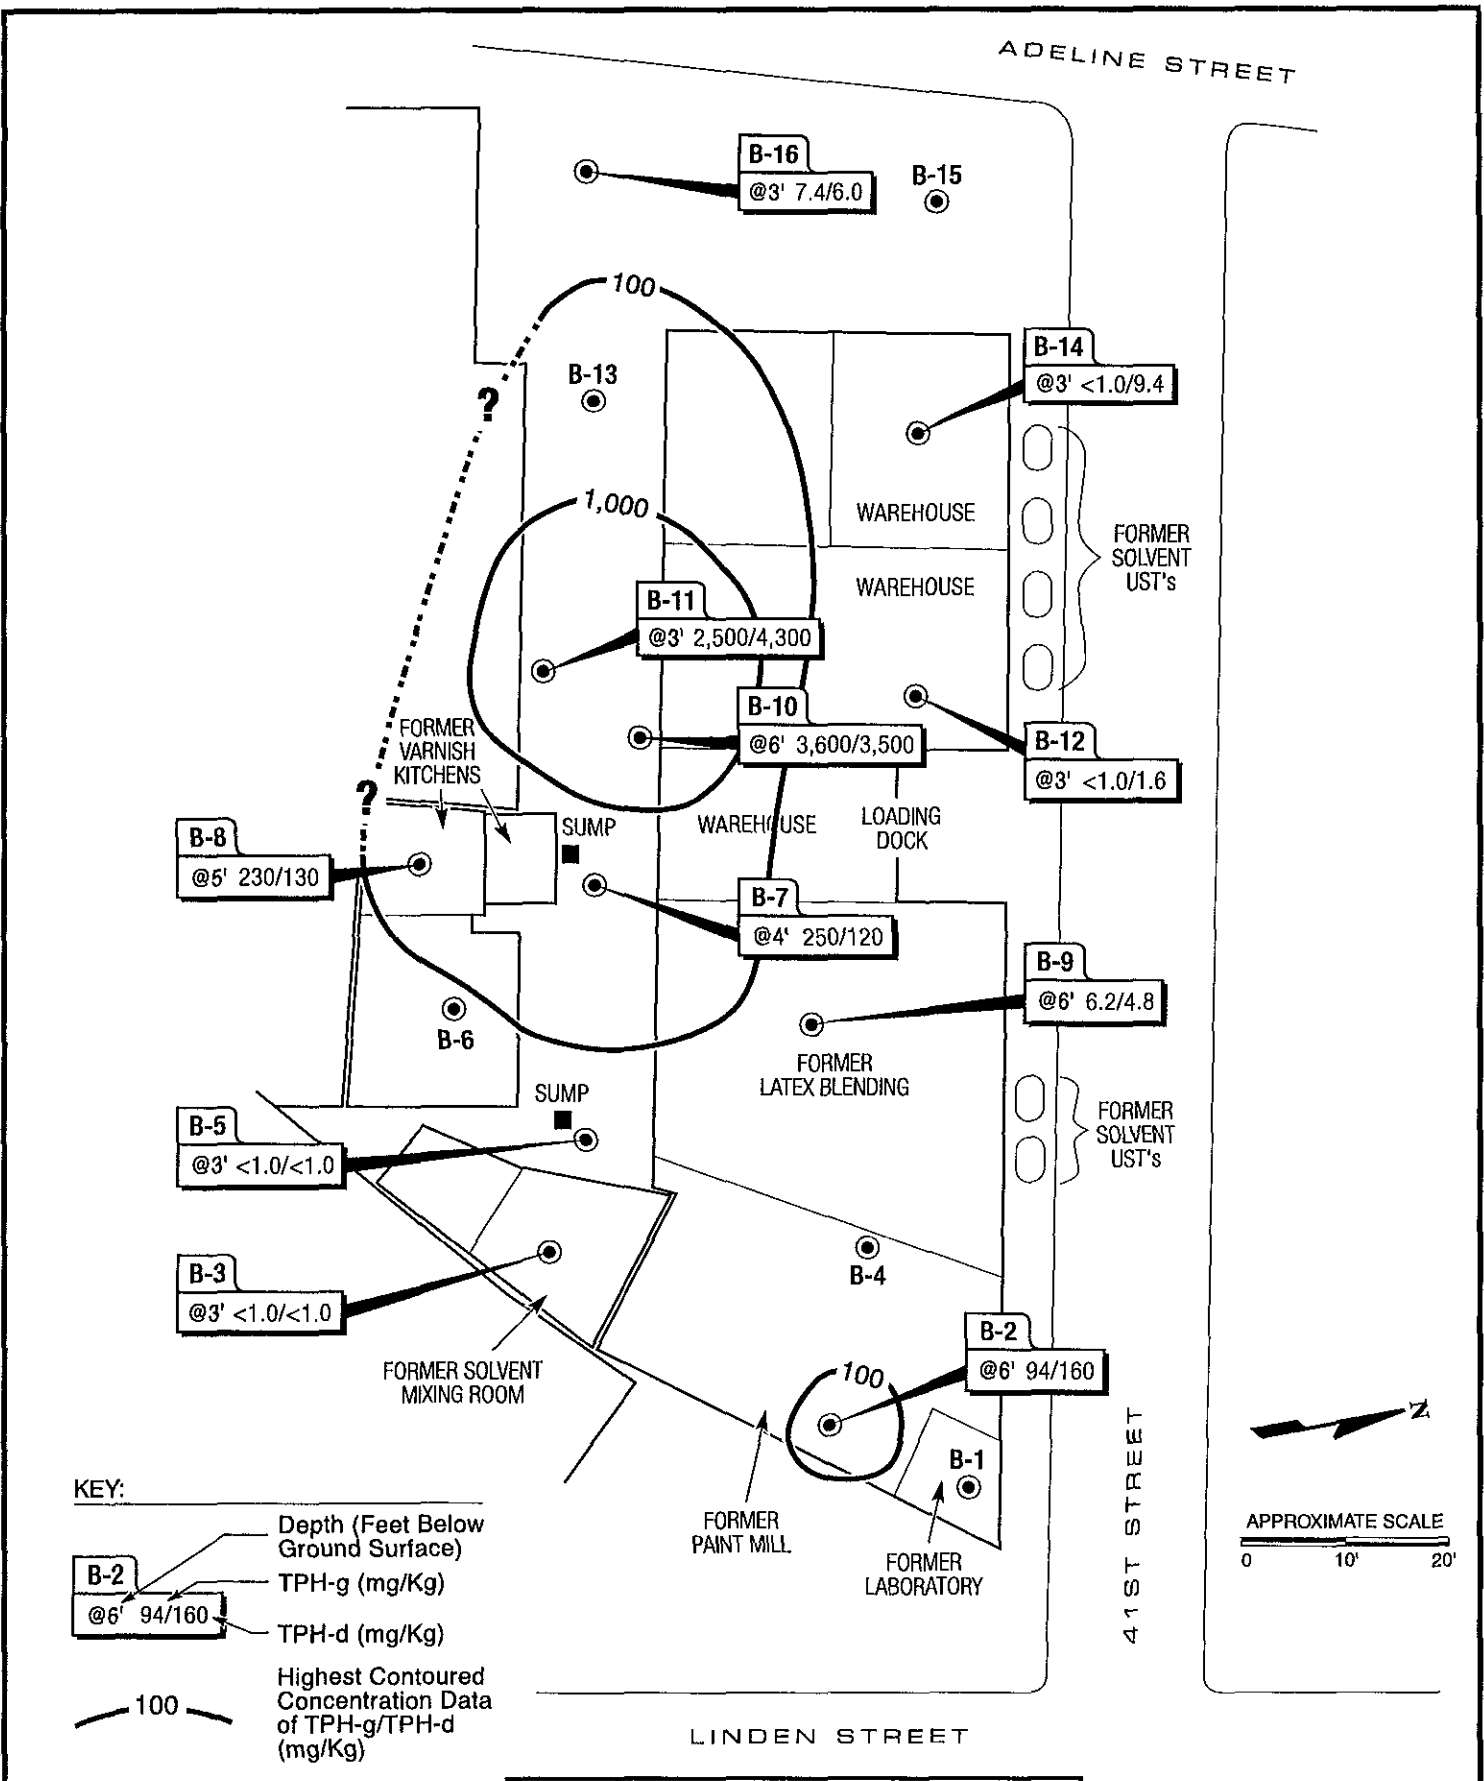 ADELINE STREET
B-16
@3' 7.4/6.0
B-15
100
B-14
@3' <1.0/9.4
B-13
?
1,000
WAREHOUSE
FORMER
SOLVENT
UST's
WAREHOUSE
B-11
@3' 2,500/4,300
B-10
@6' 3,600/3,500
FORMER
VARNISH
KITCHENS
B-12
@3' <1.0/1.6
?
SUMP
WAREHOUSE
LOADING
DOCK
B-8
@5' 230/130
B-7
@4' 250/120
B-9
@6' 6.2/4.8
B-6
FORMER
LATEX BLENDING
SUMP
FORMER
SOLVENT
UST's
B-5
@3' <1.0/<1.0
B-3
@3' <1.0/<1.0
B-4
B-2
@6' 94/160
FORMER SOLVENT
MIXING ROOM
100
B-1
N
FORMER
PAINT MILL
FORMER
LABORATORY
41ST STREET
APPROXIMATE SCALE
0 10' 20'
KEY:
Depth (Feet Below
Ground Surface)
B-2
@6' 94/160
TPH-g (mg/Kg)
TPH-d (mg/Kg)
100
Highest Contoured
Concentration Data
of TPH-g/TPH-d
(mg/Kg)
LINDEN STREET